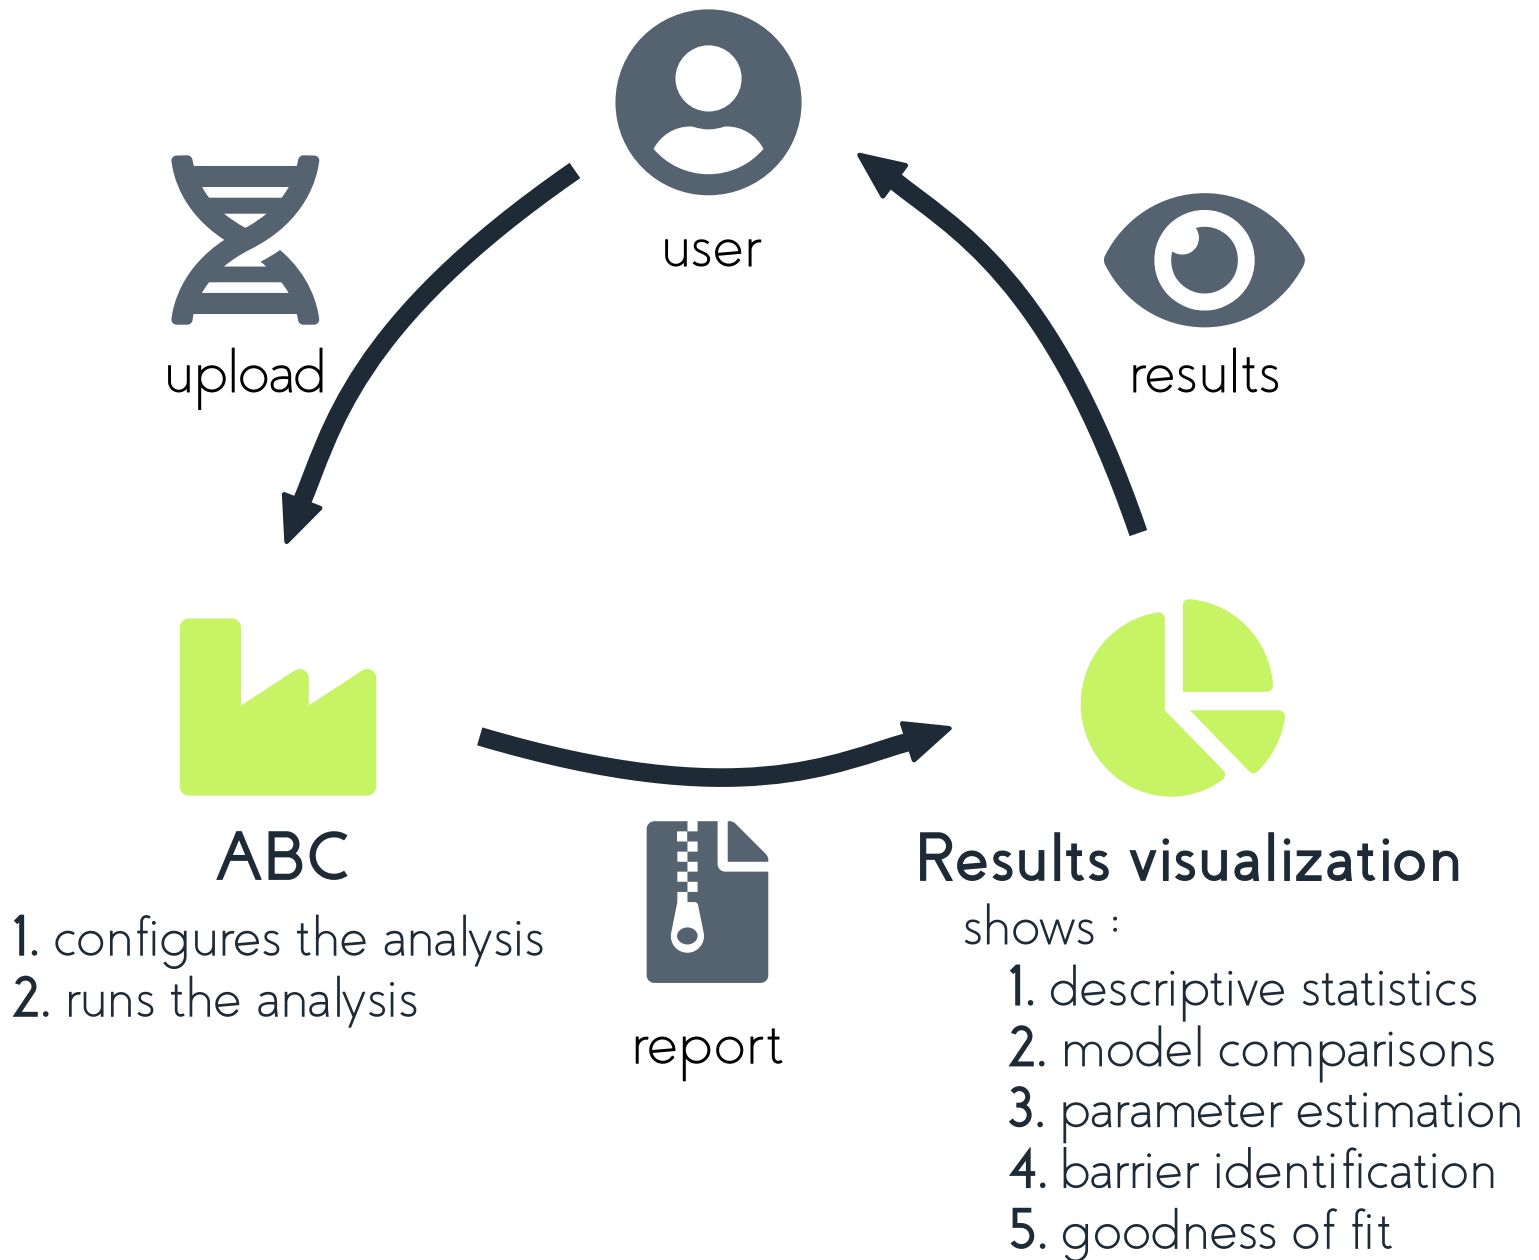 user
upload
results
ABC
1. configures the analysis
2. runs the analysis
report
Results visualization
shows :
1. descriptive statistics
2. model comparisons
3. parameter estimation
4. barrier identification
5. goodness of fit